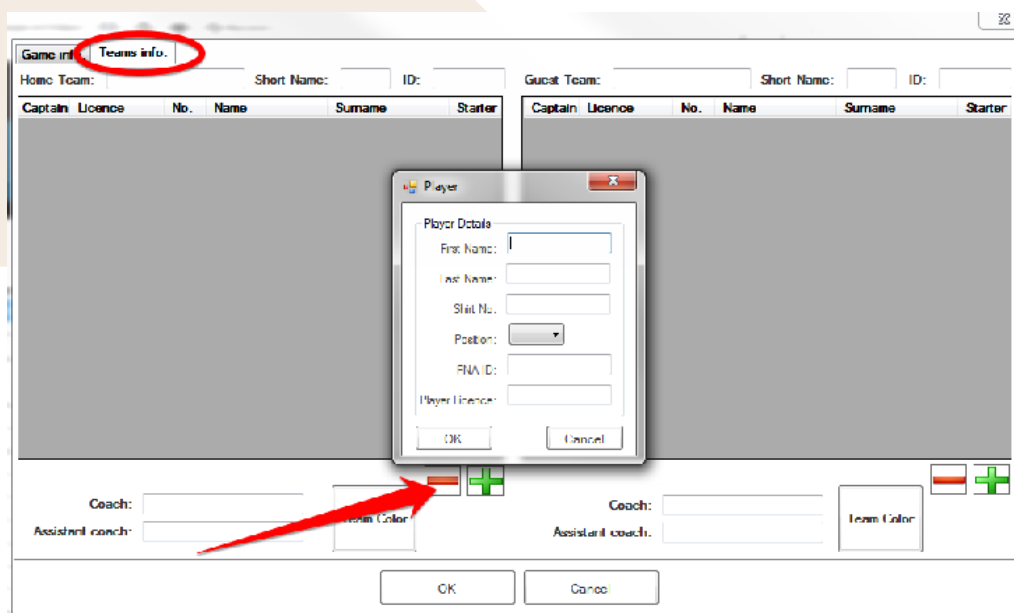 Game inf. Teams info.
Home Team: Short Name: ID: Guest Team: Short Name: ID:
Captain Licence No. Name Surname Starter Captain Licence No. Name Surname Starter
Player
Player Details
First Name:
Last Name:
Shirt No.
Position:
Player Licence:
OK Cancel
Coach: Team Color Coach: Team Color
Assistant coach: Assistant coach:
OK Cancel